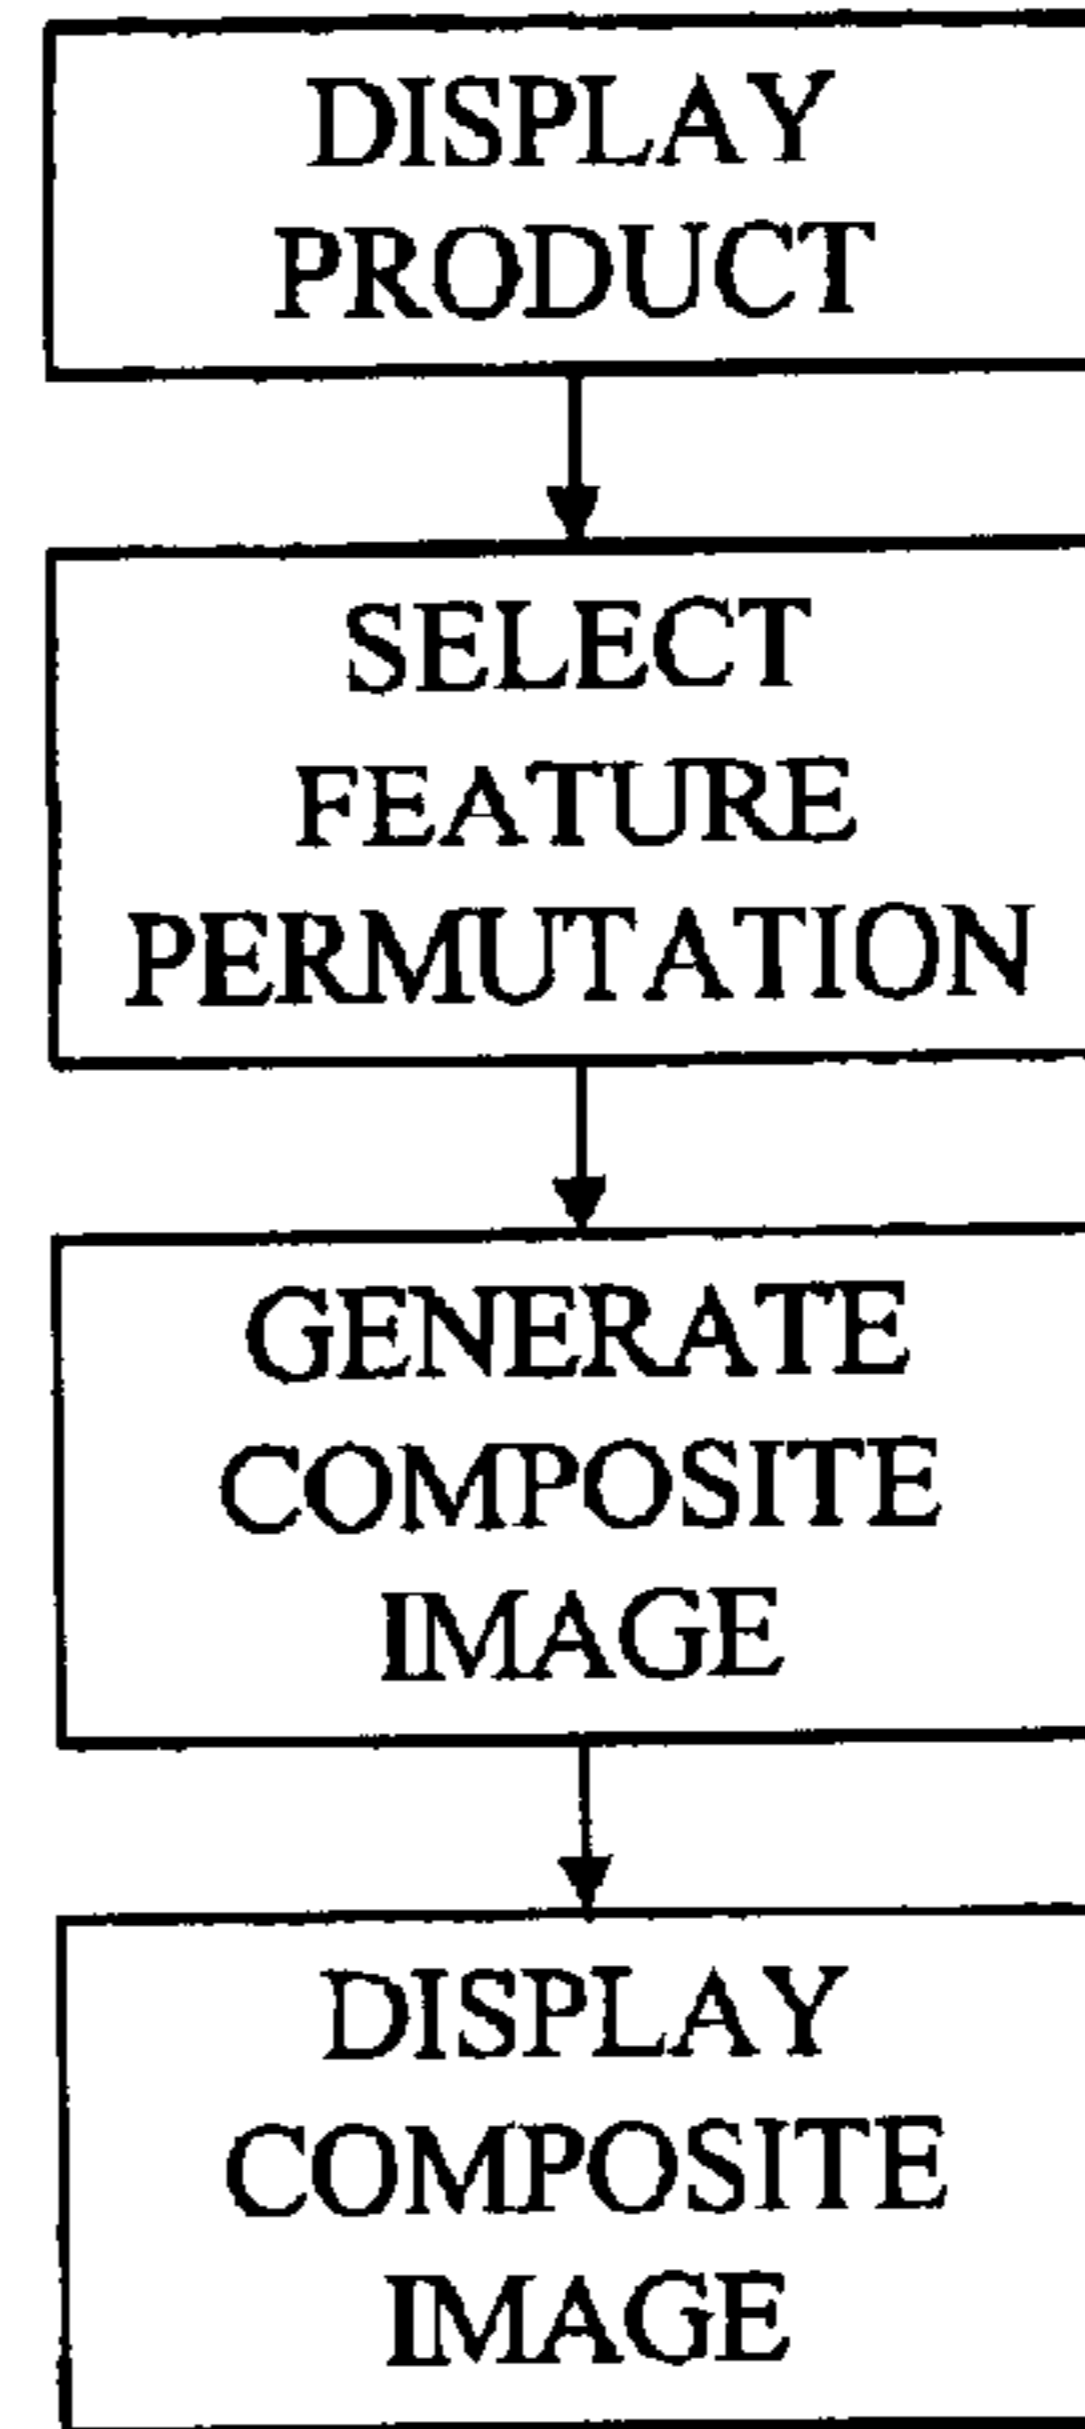 DISPLAY
PRODUCT
SELECT
FEATURE
PERMUTATION
GENERATE
COMPOSITE
IMAGE
DISPLAY
COMPOSITE
IMAGE